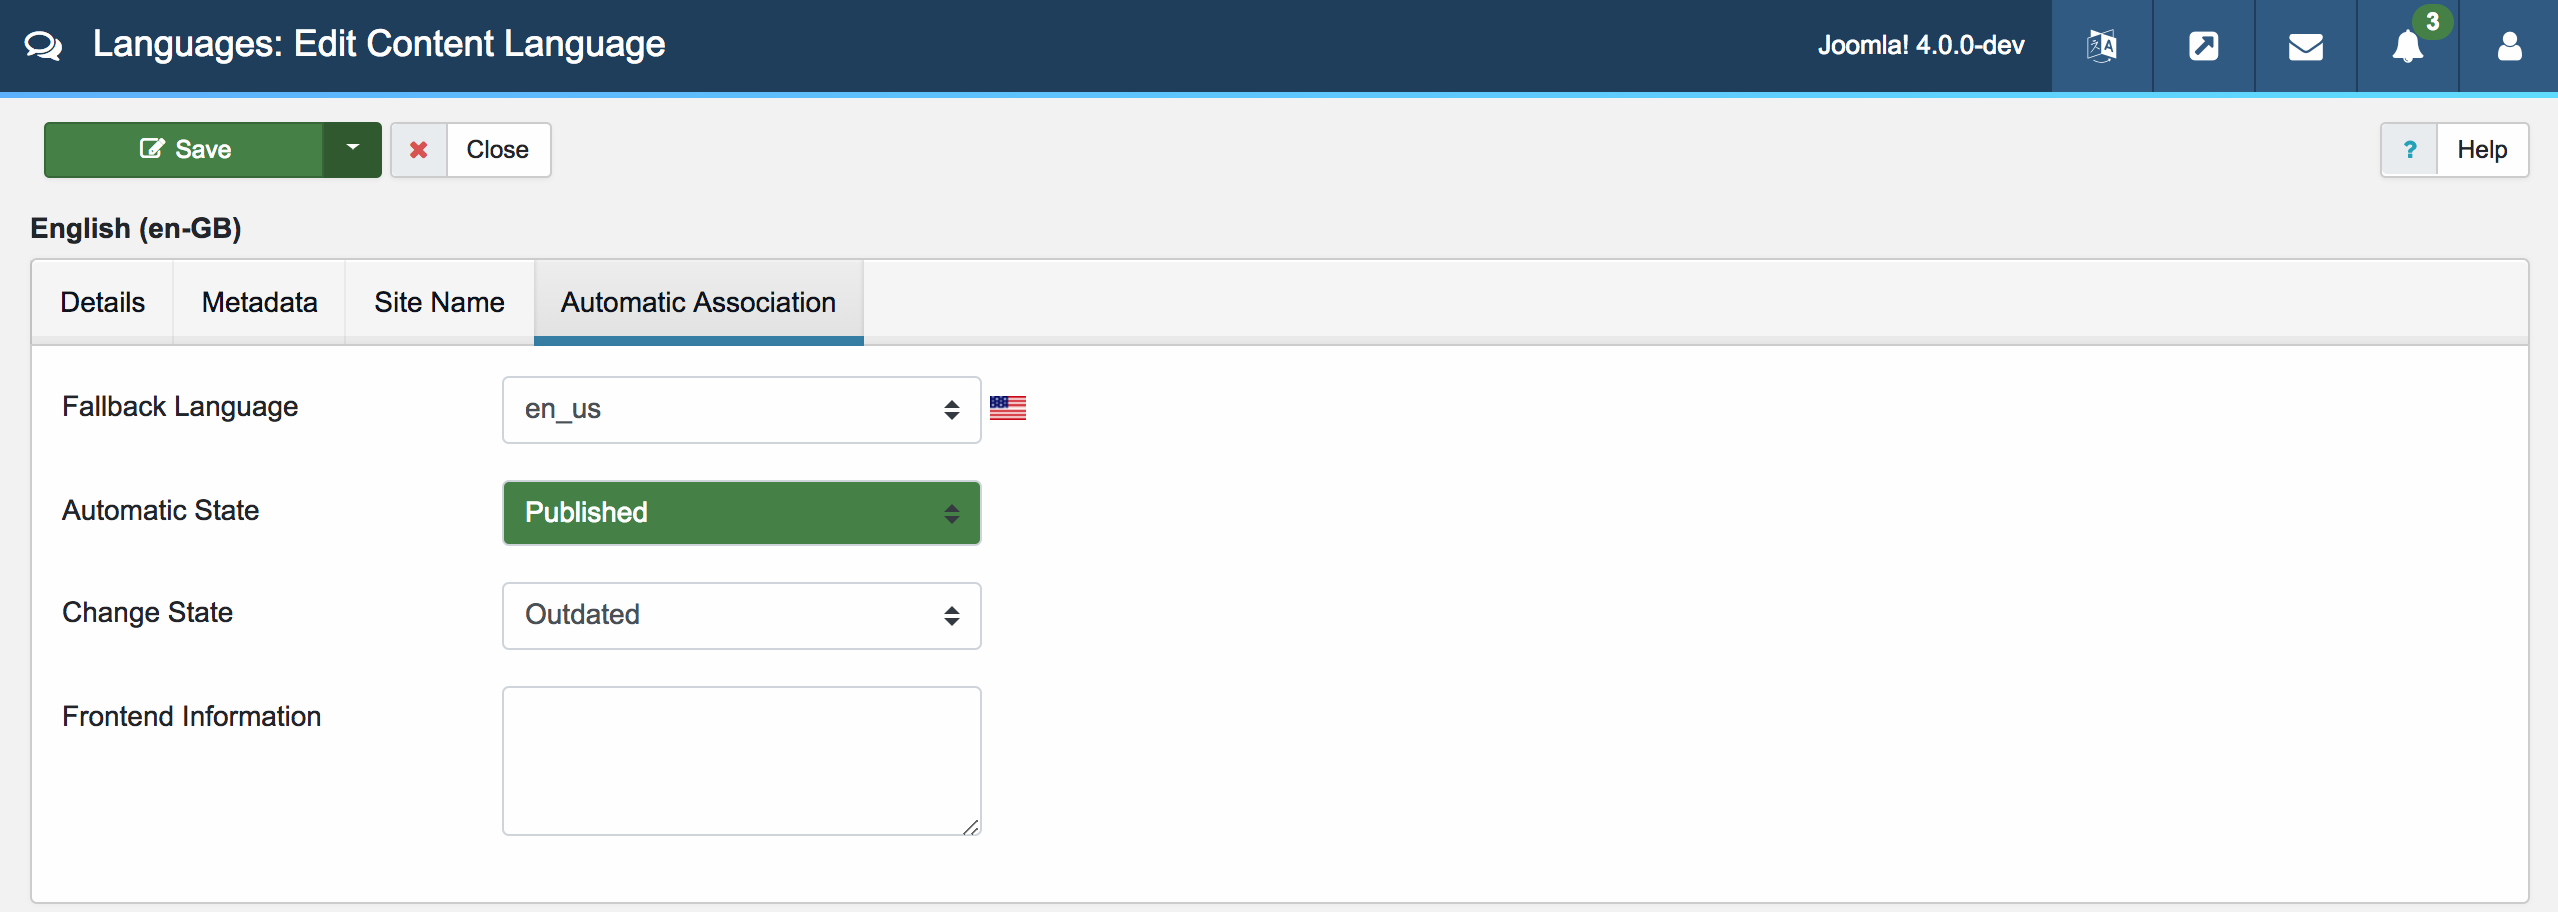 Languages: Edit Content Language
Joomla! 4.0.0-dev
3
Save
Close
? Help
English (en-GB)
Details
Metadata
Site Name
Automatic Association
Fallback Language
en_us
Automatic State
Published
Change State
Outdated
Frontend Information